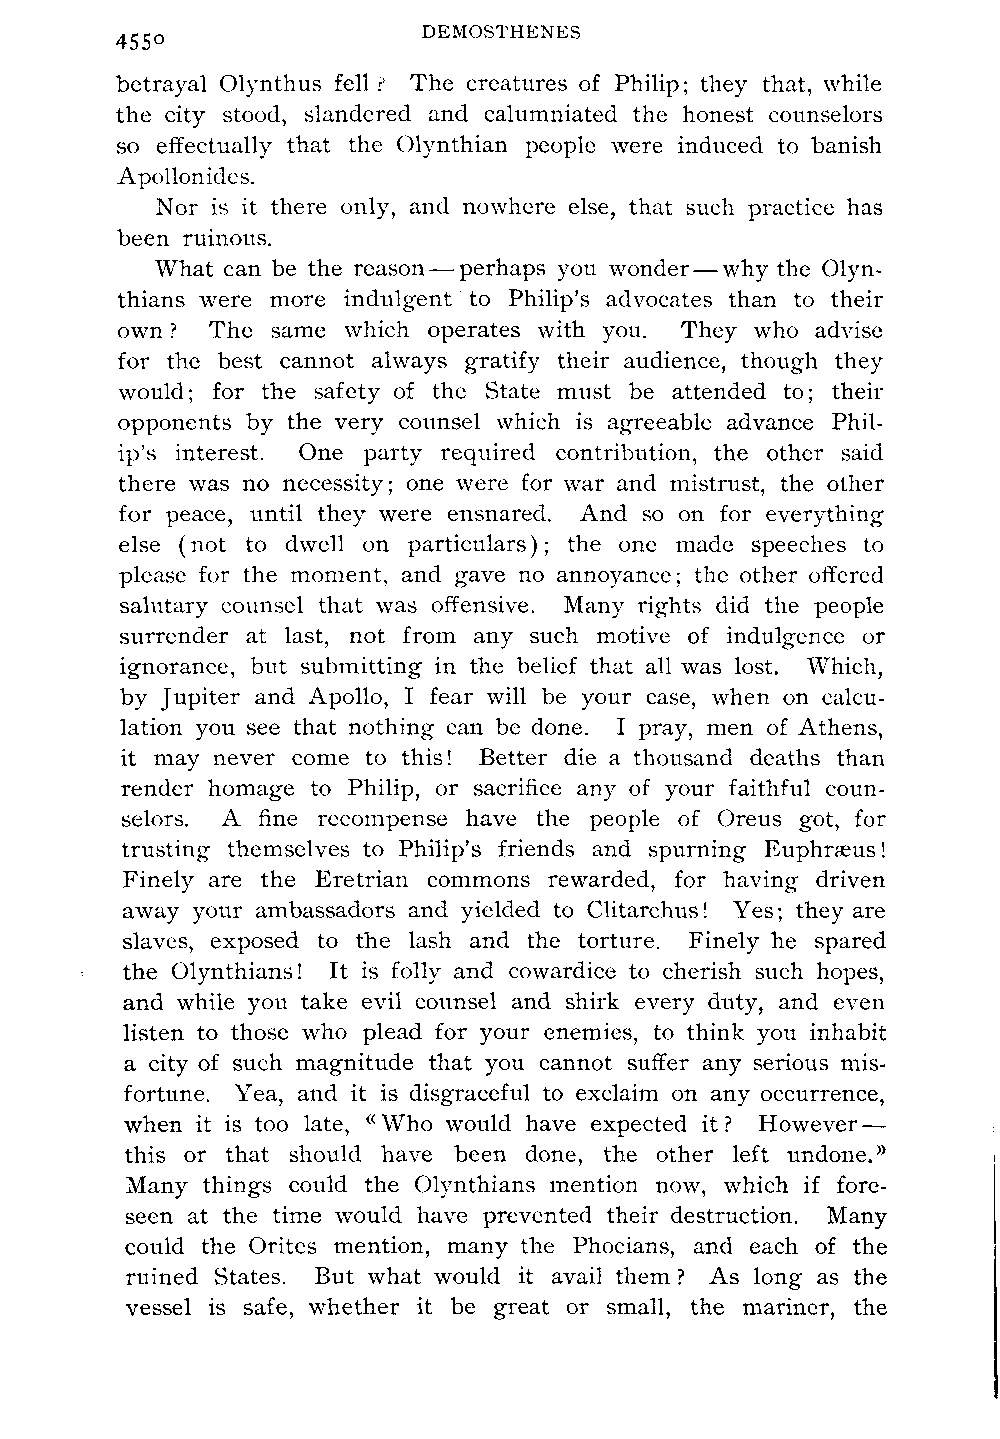 4550
DEMOSTHENES
betrayal Olynthus fell? The creatures of Philip; they that, while
the city stood, slandered and calumniated the honest counselors
so effectually that the Olynthian people were induced to banish
Apollonides.
Nor is it there only, and nowhere else, that such practice has
been ruinous.
What can be the reason—perhaps you wonder—why the Olyn-
thians were more indulgent to Philip's advocates than to their
own? The same which operates with you. They who advise
for the best cannot always gratify their audience, though they
would; for the safety of the State must be attended to; their
opponents by the very counsel which is agreeable advance Phil-
ip's interest. One party required contribution, the other said
there was no necessity; one were for war and mistrust, the other
for peace, until they were ensnared. And so on for everything
else (not to dwell on particulars); the one made speeches to
please for the moment, and gave no annoyance; the other offered
salutary counsel that was offensive. Many rights did the people
surrender at last, not from any such motive of indulgence or
ignorance, but submitting in the belief that all was lost. Which,
by Jupiter and Apollo, I fear will be your case, when on calcu-
lation you see that nothing can be done. I pray, men of Athens,
it may never come to this! Better die a thousand deaths than
render homage to Philip, or sacrifice any of your faithful coun-
selors. A fine recompense have the people of Oreus got, for
trusting themselves to Philip's friends and spurning Euphræus!
Finely are the Eretrian commons rewarded, for having driven
away your ambassadors and yielded to Clitarchus! Yes; they are
slaves, exposed to the lash and the torture. Finely he spared
the Olynthians! It is folly and cowardice to cherish such hopes,
and while you take evil counsel and shirk every duty, and even
listen to those who plead for your enemies, to think you inhabit
a city of such magnitude that you cannot suffer any serious mis-
fortune. Yea, and it is disgraceful to exclaim on any occurrence,
when it is too late, «Who would have expected it? However—
this or that should have been done, the other left undone.»
Many things could the Olynthians mention now, which if fore-
seen at the time would have prevented their destruction. Many
could the Orites mention, many the Phocians, and each of the
ruined States. But what would it avail them? As long as the
vessel is safe, whether it be great or small, the mariner, the